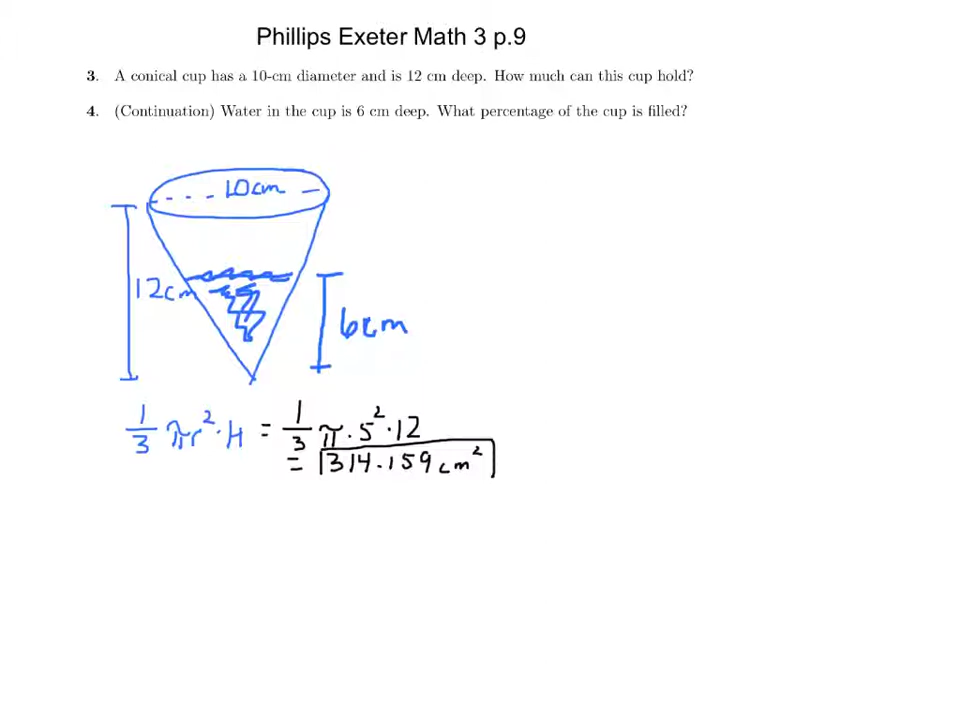 Phillips Exeter Math 3 p.9
3. A conical cup has a 10-cm diameter and is 12 cm deep. How much can this cup hold?
4. (Continuation) Water in the cup is 6 cm deep. What percentage of the cup is filled?
10cm
12cm
6cm
1/3 πr²·H = 1/3 π·5²·12
= 314.159 cm²